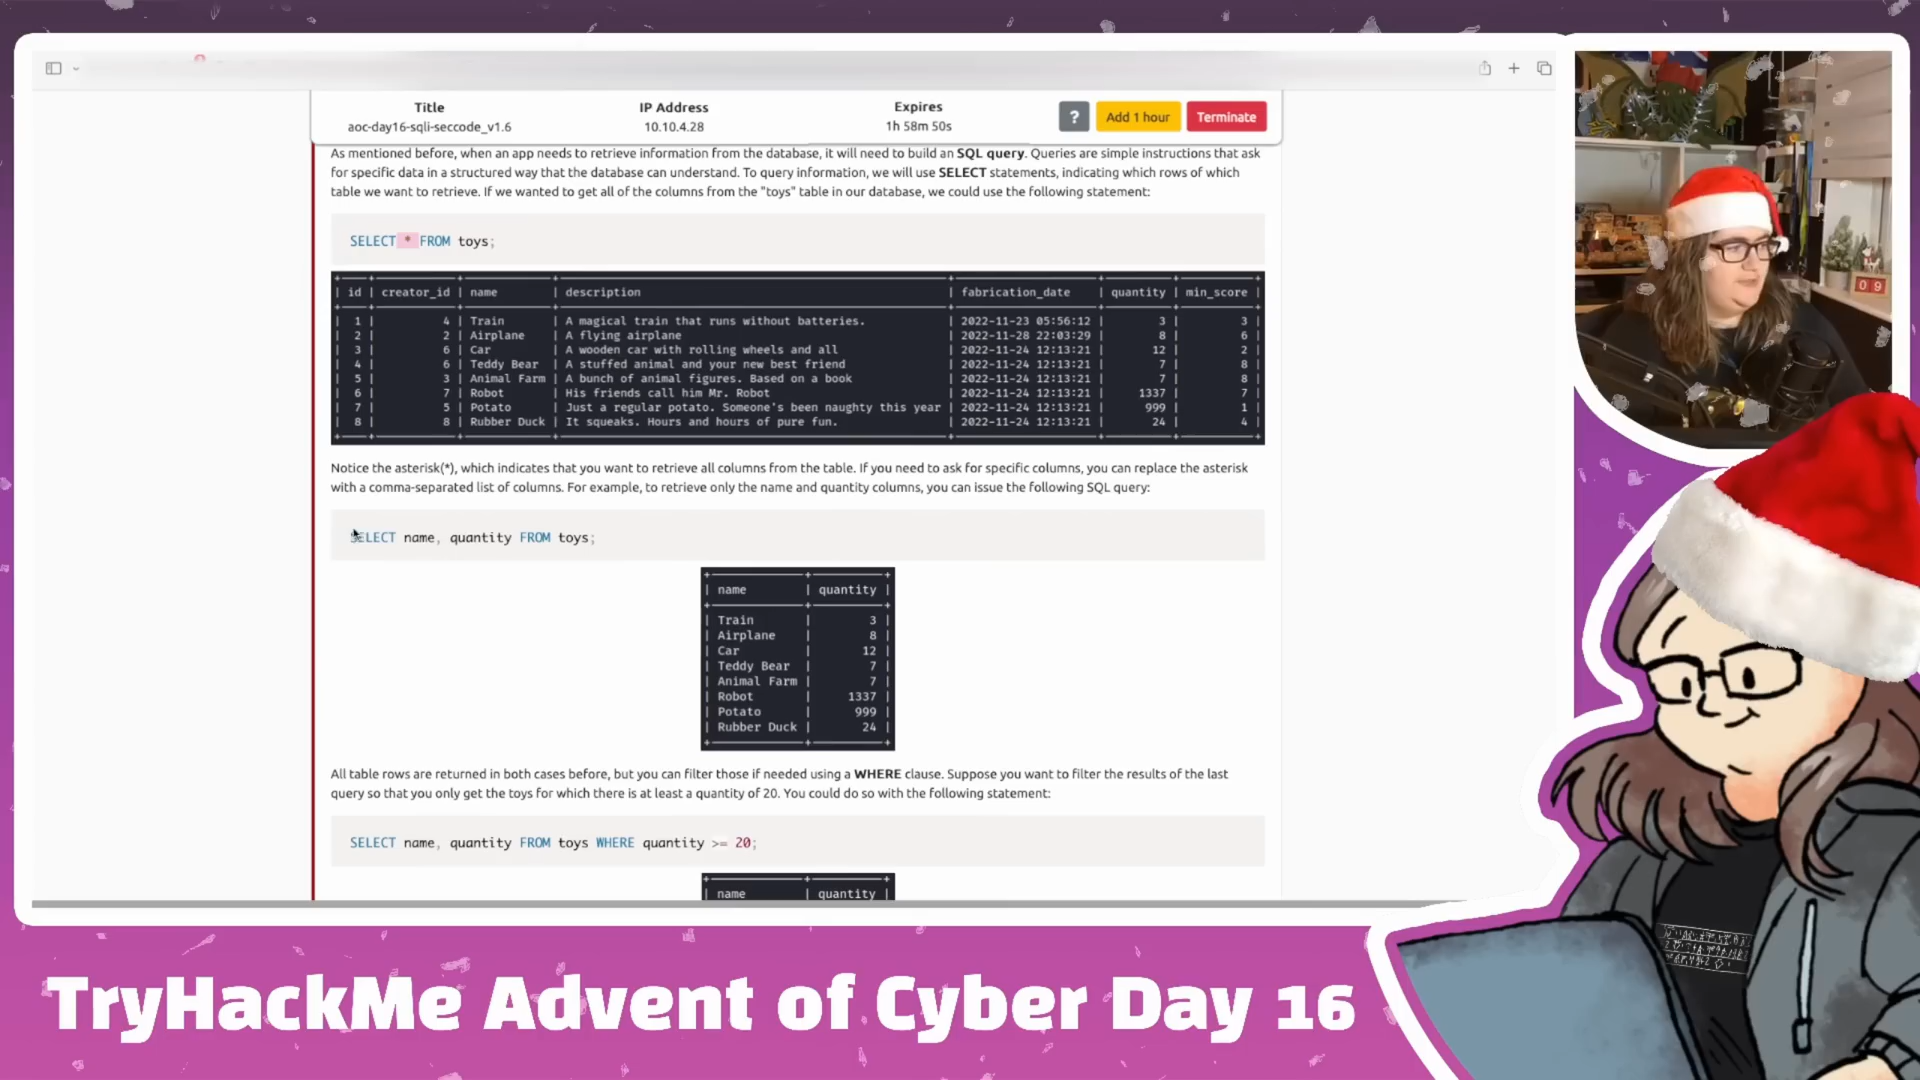 Title
IP Address
Expires
aoc-day16-sqli-seccode_v1.6
10.10.4.28
1h 58m 50s
?
Add 1 hour
Terminate
As mentioned before, when an app needs to retrieve information from the database, it will need to build an SQL query. Queries are simple instructions that ask
for specific data in a structured way that the database can understand. To query information, we will use SELECT statements, indicating which rows of which
table we want to retrieve. If we wanted to get all of the columns from the "toys" table in our database, we could use the following statement:
SELECT * FROM toys;
| id | creator_id | name | description | fabrication_date | quantity | min_score |
| 1 | 4 | Train | A magical train that runs without batteries. | 2022-11-23 05:56:12 | 3 | 3 |
| 2 | 2 | Airplane | A flying airplane | 2022-11-28 22:03:29 | 8 | 6 |
| 3 | 6 | Car | A wooden car with rolling wheels and all | 2022-11-24 12:13:21 | 12 | 2 |
| 4 | 6 | Teddy Bear | A stuffed animal and your new best friend | 2022-11-24 12:13:21 | 7 | 8 |
| 5 | 3 | Animal Farm | A bunch of animal figures. Based on a book | 2022-11-24 12:13:21 | 7 | 8 |
| 6 | 7 | Robot | His friends call him Mr. Robot | 2022-11-24 12:13:21 | 1337 | 7 |
| 7 | 5 | Potato | Just a regular potato. Someone's been naughty this year | 2022-11-24 12:13:21 | 999 | 1 |
| 8 | 8 | Rubber Duck | It squeaks. Hours and hours of pure fun. | 2022-11-24 12:13:21 | 24 | 4 |
Notice the asterisk(*), which indicates that you want to retrieve all columns from the table. If you need to ask for specific columns, you can replace the asterisk
with a comma-separated list of columns. For example, to retrieve only the name and quantity columns, you can issue the following SQL query:
SELECT name, quantity FROM toys;
| name | quantity |
| Train | 3 |
| Airplane | 8 |
| Car | 12 |
| Teddy Bear | 7 |
| Animal Farm | 7 |
| Robot | 1337 |
| Potato | 999 |
| Rubber Duck | 24 |
All table rows are returned in both cases before, but you can filter those if needed using a WHERE clause. Suppose you want to filter the results of the last
query so that you only get the toys for which there is at least a quantity of 20. You could do so with the following statement:
SELECT name, quantity FROM toys WHERE quantity >= 20;
| name | quantity |
09
TryHackMe Advent of Cyber Day 16